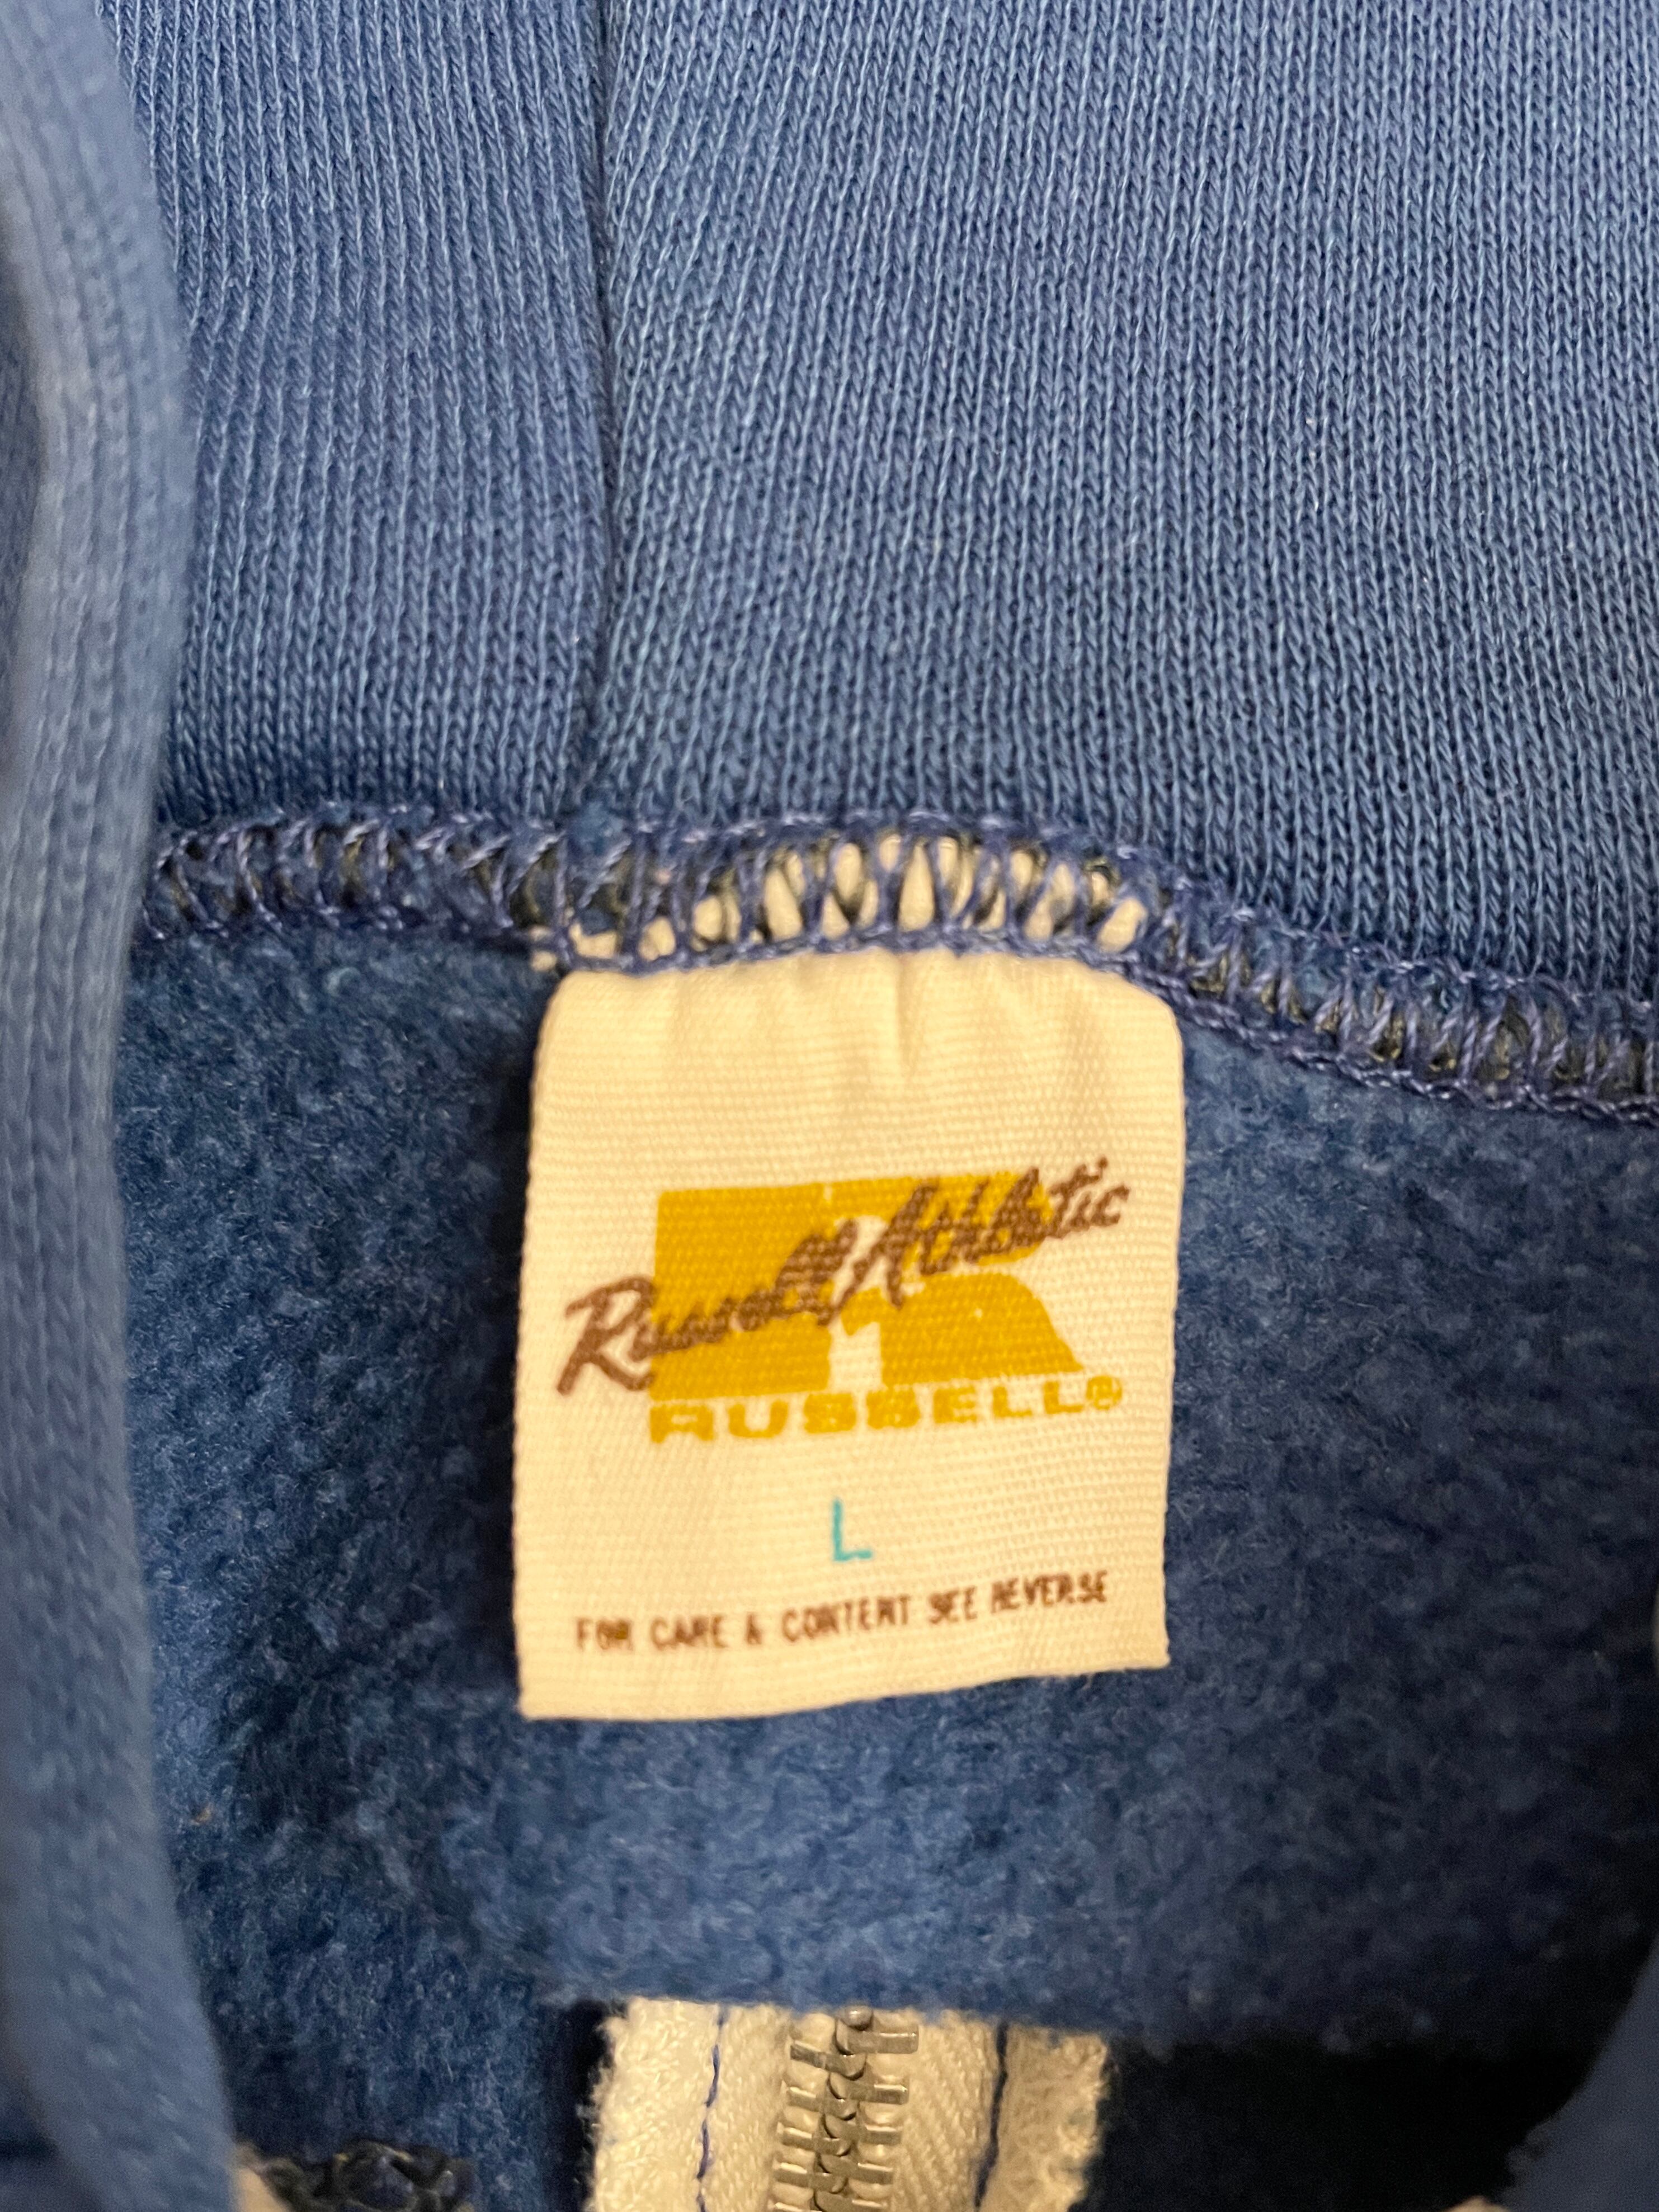 Russell Athletic
R
RUSSELL®
L
FOR CARE & CONTENT SEE REVERSE